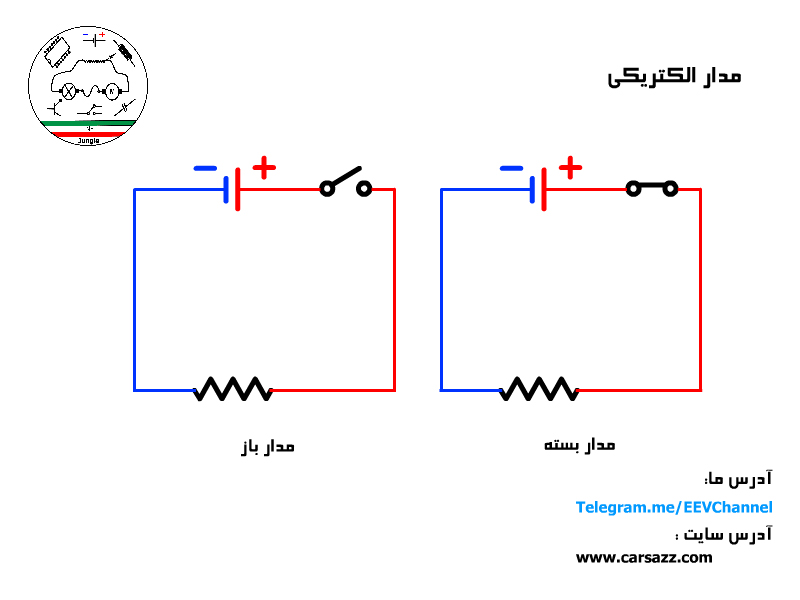 مدار الکتریکی
مدار بسته
مدار باز
آدرس ما:
Telegram.me/EEVChannel
آدرس سایت :
www.carsazz.com
Jungle